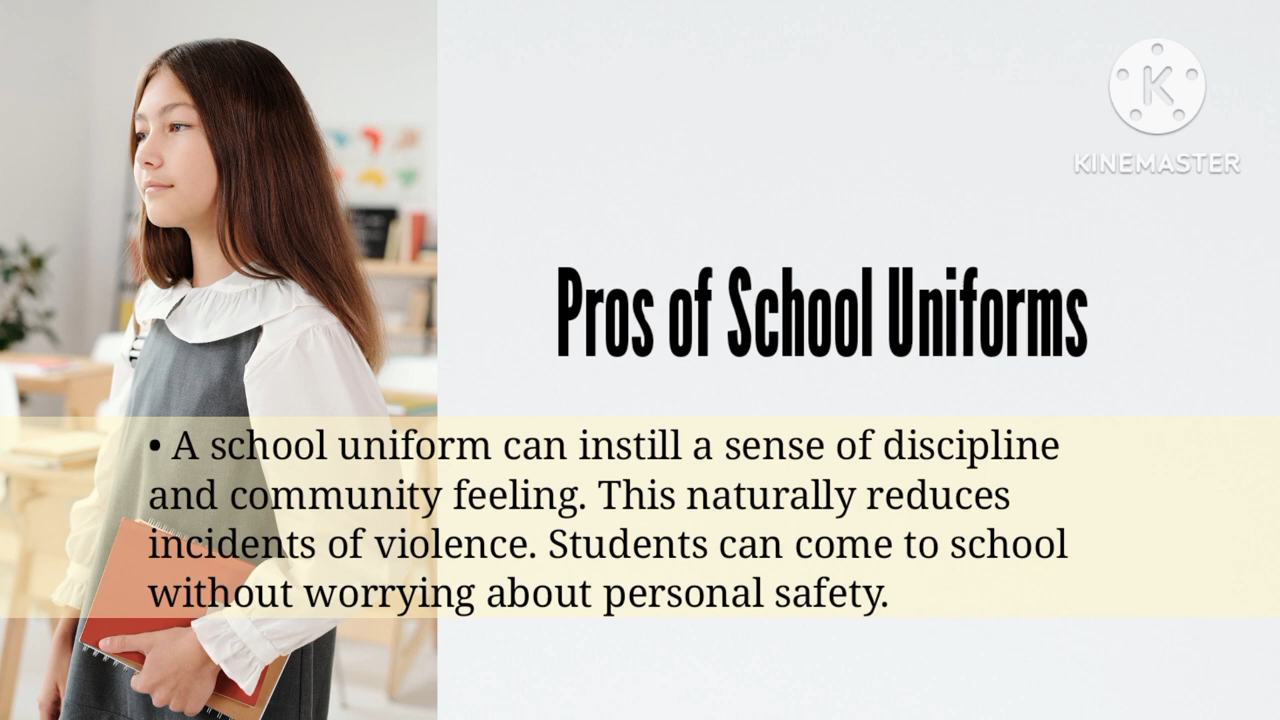 K
KINEMASTER
Pros of School Uniforms
• A school uniform can instill a sense of discipline
and community feeling. This naturally reduces
incidents of violence. Students can come to school
without worrying about personal safety.